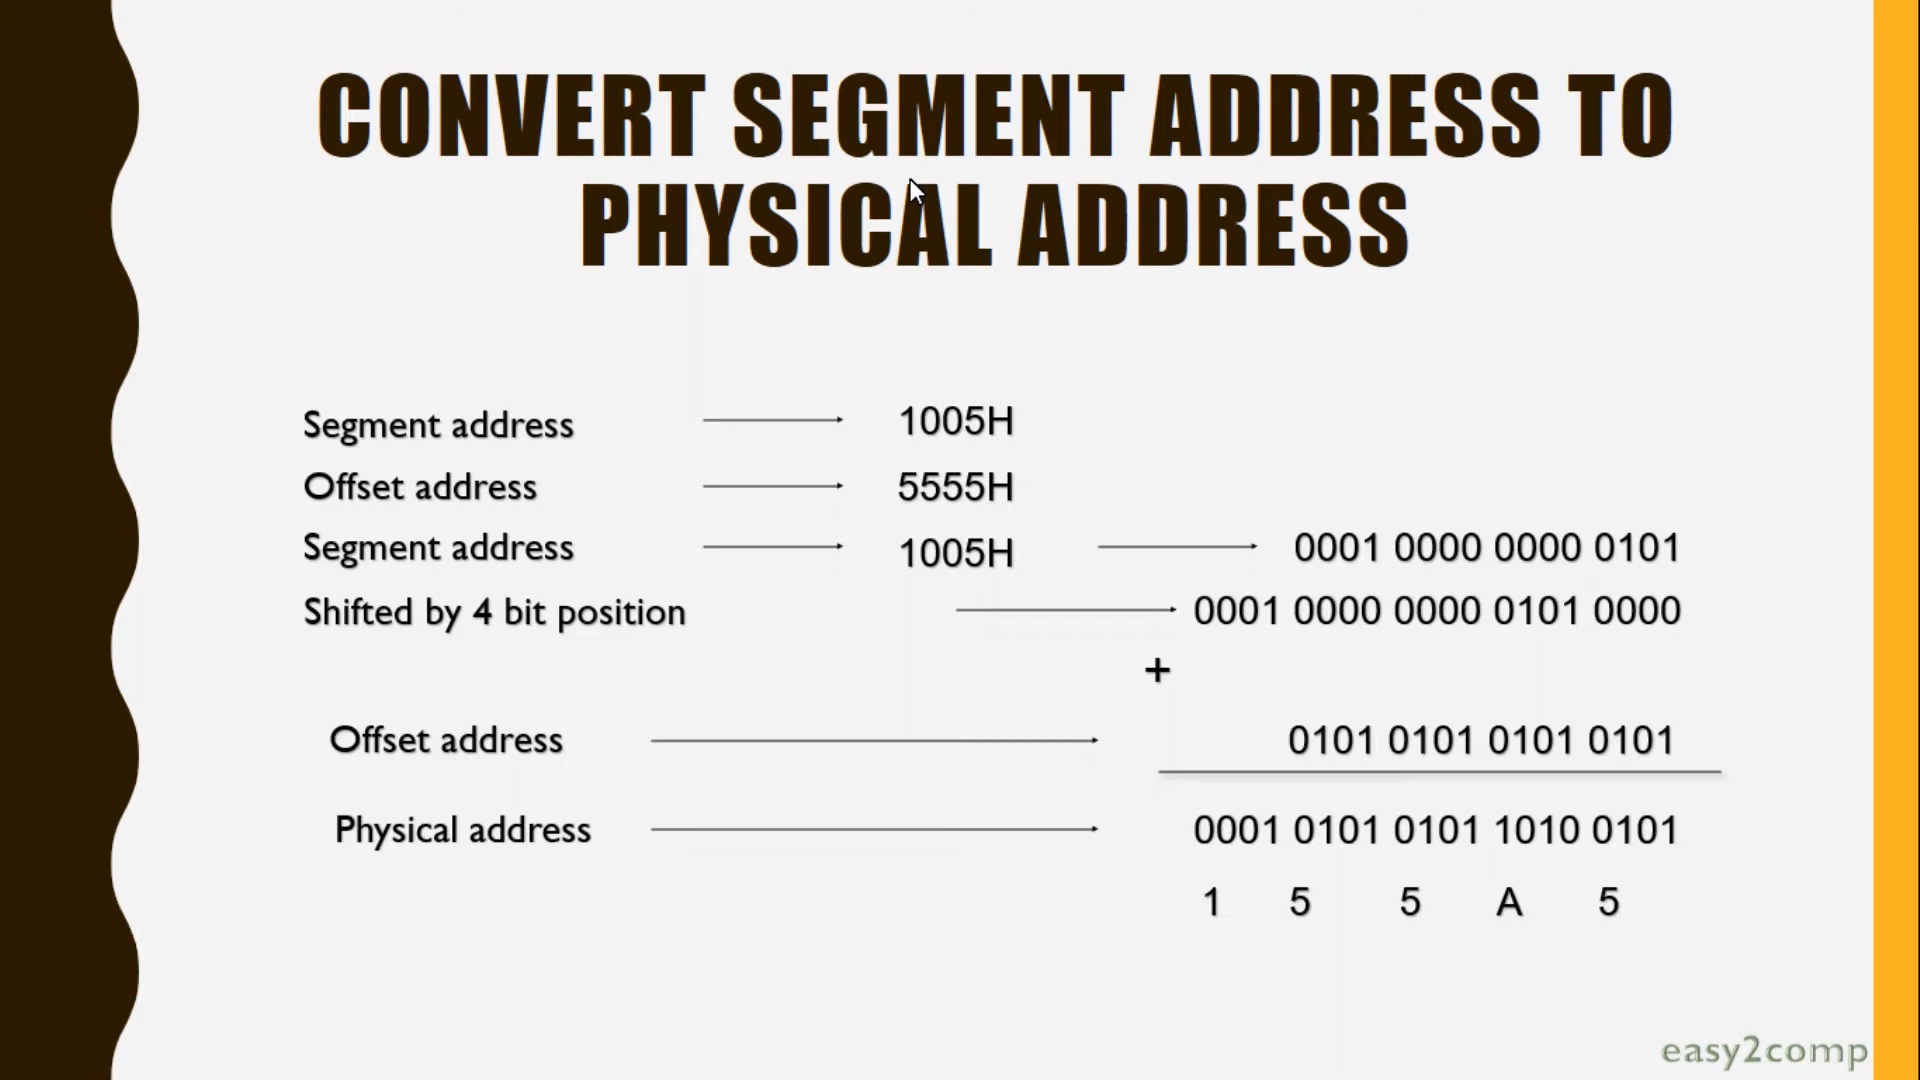 CONVERT SEGMENT ADDRESS TO
PHYSICAL ADDRESS
Segment address 1005H
Offset address 5555H
Segment address 1005H 0001 0000 0000 0101
Shifted by 4 bit position 0001 0000 0000 0101 0000
+
Offset address 0101 0101 0101 0101
Physical address 0001 0101 0101 1010 0101
1 5 5 A 5
easy2comp